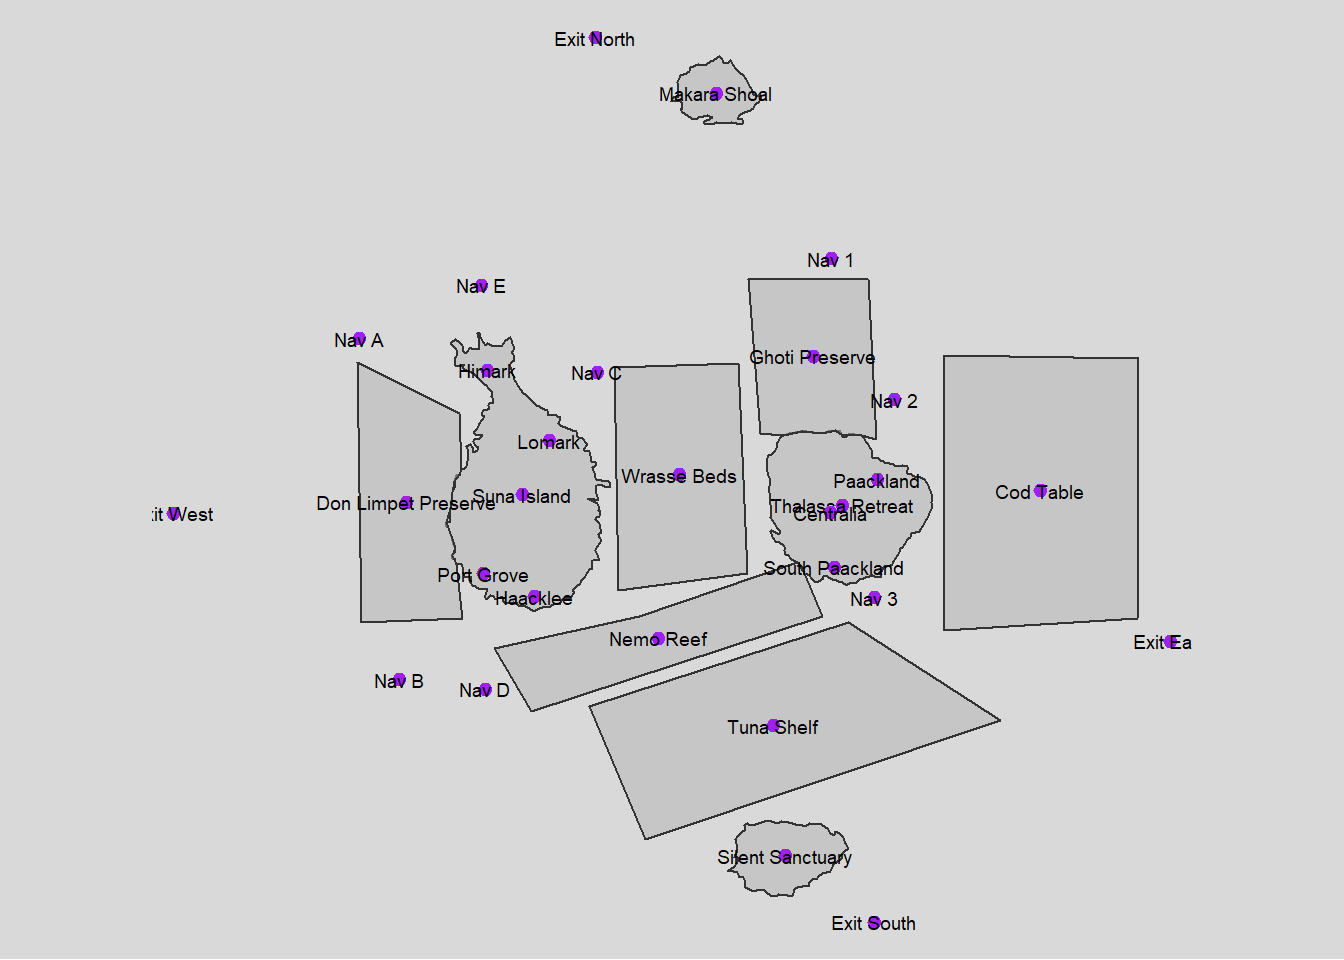 Exit North
Makara Shoal
Nav 1
Nav E
Nav A
Ghoti Preserve
Himark
Nav C
Nav 2
Lomark
Wrasse Beds
Paackland
Cod Table
Suna Island
Don Limpet Preserve
Thalassa Retreat
Centralia
it West
South Paackland
Port Grove
Haacklee
Nav 3
Nemo Reef
Exit Ea
Nav B
Nav D
Tuna Shelf
Silent Sanctuary
Exit South